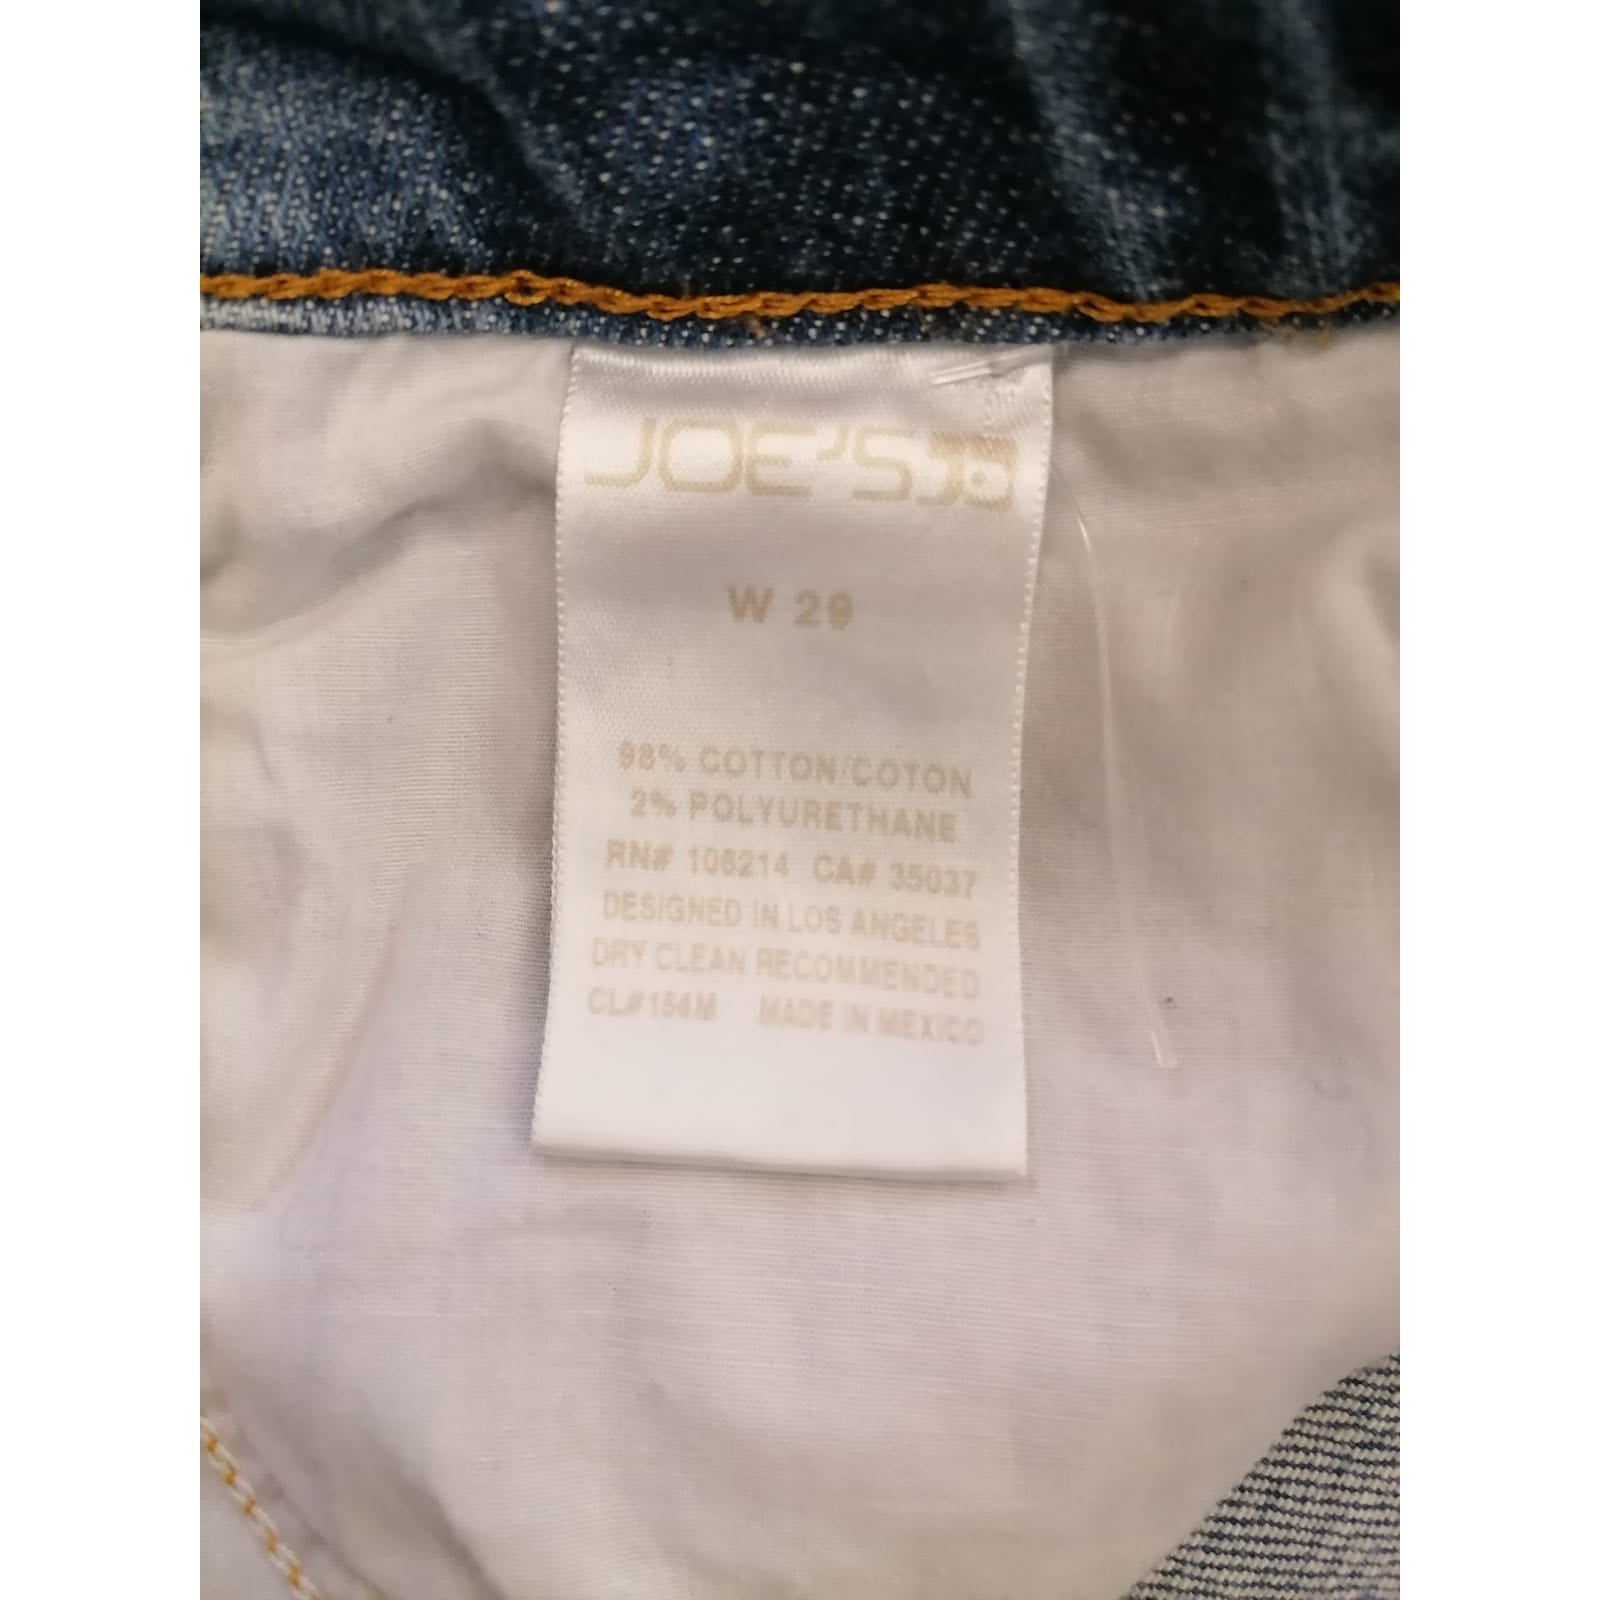 JOE'S
W 29
98% COTTON/COTON
2% POLYURETHANE
RN# 106214 CA# 35037
DESIGNED IN LOS ANGELES
DRY CLEAN RECOMMENDED
CL#154M MADE IN MEXICO